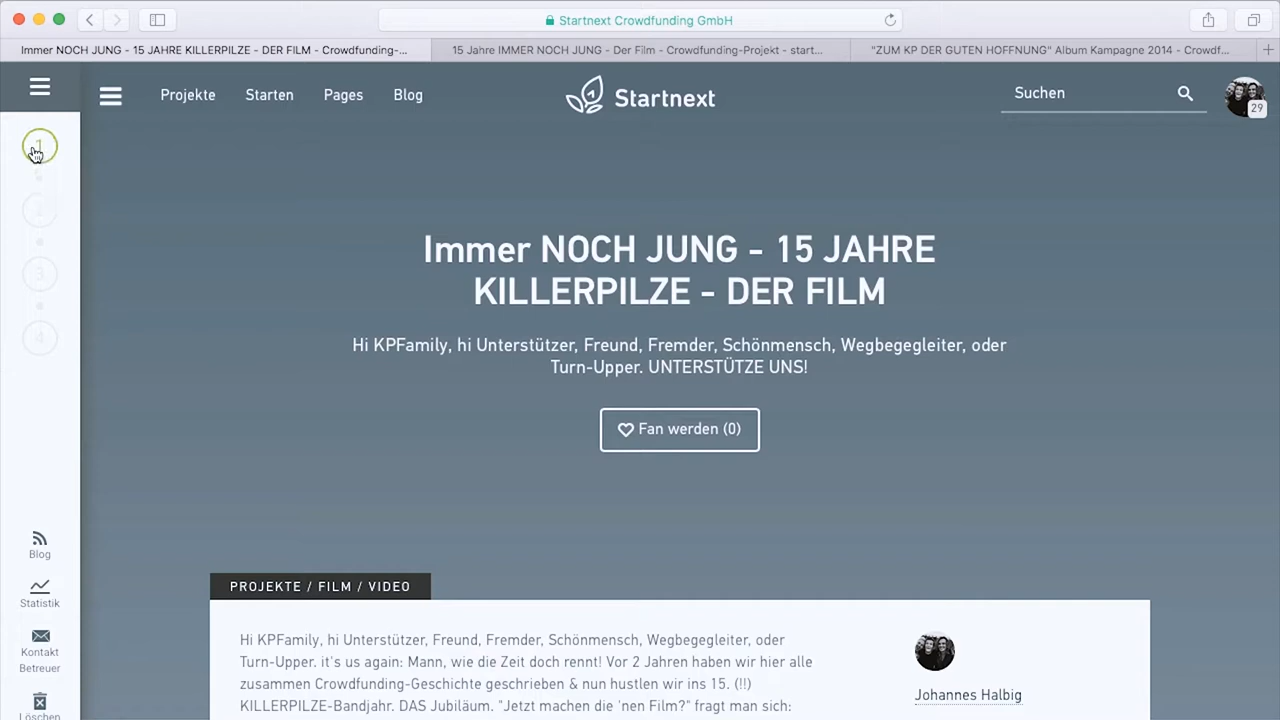 Startnext Crowdfunding GmbH
Immer NOCH JUNG - 15 JAHRE KILLERPILZE - DER FILM - Crowdfunding-...
15 Jahre IMMER NOCH JUNG - Der Film - Crowdfunding-Projekt - start...
"ZUM KP DER GUTEN HOFFNUNG" Album Kampagne 2014 - Crowdf...
Projekte
Starten
Pages
Blog
Startnext
Suchen
29
1
2
3
4
Immer NOCH JUNG - 15 JAHRE
KILLERPILZE - DER FILM
Hi KPFamily, hi Unterstützer, Freund, Fremder, Schönmensch, Wegbegegleiter, oder
Turn-Upper. UNTERSTÜTZE UNS!
Fan werden (0)
Blog
Statistik
Kontakt
Betreuer
Löschen
PROJEKTE / FILM / VIDEO
Hi KPFamily, hi Unterstützer, Freund, Fremder, Schönmensch, Wegbegegleiter, oder
Turn-Upper. it's us again: Mann, wie die Zeit doch rennt! Vor 2 Jahren haben wir hier alle
zusammen Crowdfunding-Geschichte geschrieben & nun hustlen wir ins 15. (!!)
KILLERPILZE-Bandjahr. DAS Jubiläum. "Jetzt machen die 'nen Film?" fragt man sich:
Johannes Halbig